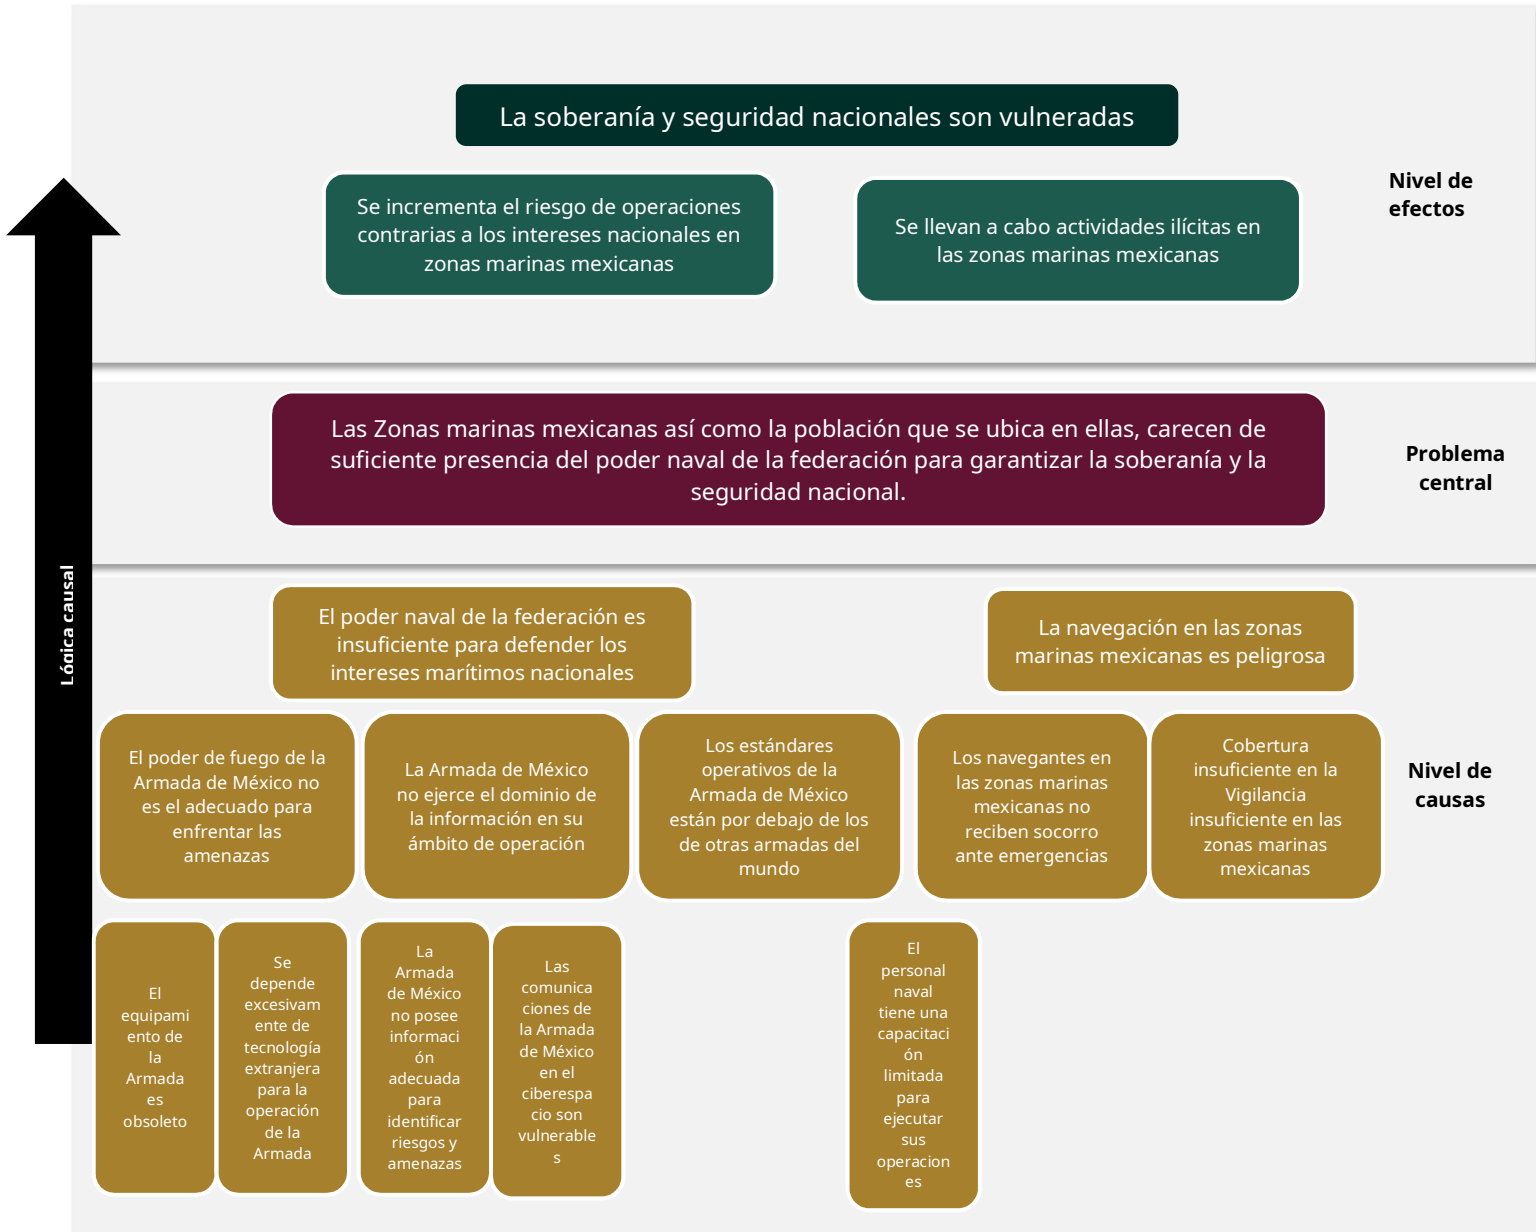 La soberanía y seguridad nacionales son vulneradas
Se incrementa el riesgo de operaciones
contrarias a los intereses nacionales en
zonas marinas mexicanas
Se llevan a cabo actividades ilícitas en
las zonas marinas mexicanas
Nivel de
efectos
Las Zonas marinas mexicanas así como la población que se ubica en ellas, carecen de
suficiente presencia del poder naval de la federación para garantizar la soberanía y la
seguridad nacional.
Problema
central
Lógica causal
El poder naval de la federación es
insuficiente para defender los
intereses marítimos nacionales
La navegación en las zonas
marinas mexicanas es peligrosa
El poder de fuego de la
Armada de México no
es el adecuado para
enfrentar las
amenazas
La Armada de México
no ejerce el dominio de
la información en su
ámbito de operación
Los estándares
operativos de la
Armada de México
están por debajo de los
de otras armadas del
mundo
Los navegantes en
las zonas marinas
mexicanas no
reciben socorro
ante emergencias
Cobertura
insuficiente en la
Vigilancia
insuficiente en las
zonas marinas
mexicanas
Nivel de
causas
El
equipami
ento de
la
Armada
es
obsoleto
Se
depende
excesivam
ente de
tecnología
extranjera
para la
operación
de la
Armada
La
Armada
de México
no posee
informaci
ón
adecuada
para
identificar
riesgos y
amenazas
Las
comunica
ciones de
la Armada
de México
en el
ciberespa
cio son
vulnerable
s
El
personal
naval
tiene una
capacitaci
ón
limitada
para
ejecutar
sus
operacion
es